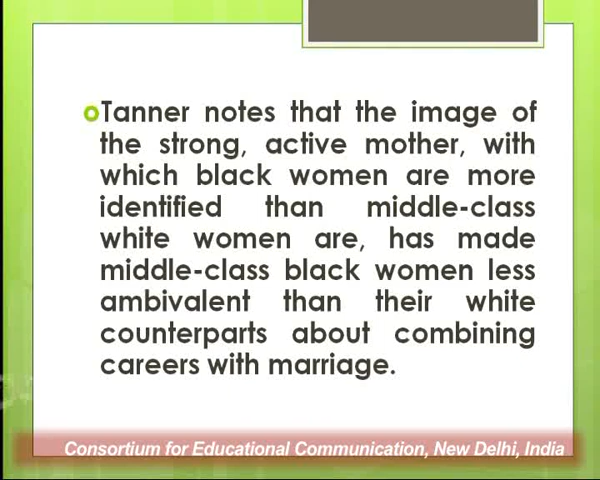 Tanner notes that the image of
the strong, active mother, with
which black women are more
identified than middle-class
white women are, has made
middle-class black women less
ambivalent than their white
counterparts about combining
careers with marriage.
Consortium for Educational Communication, New Delhi, India